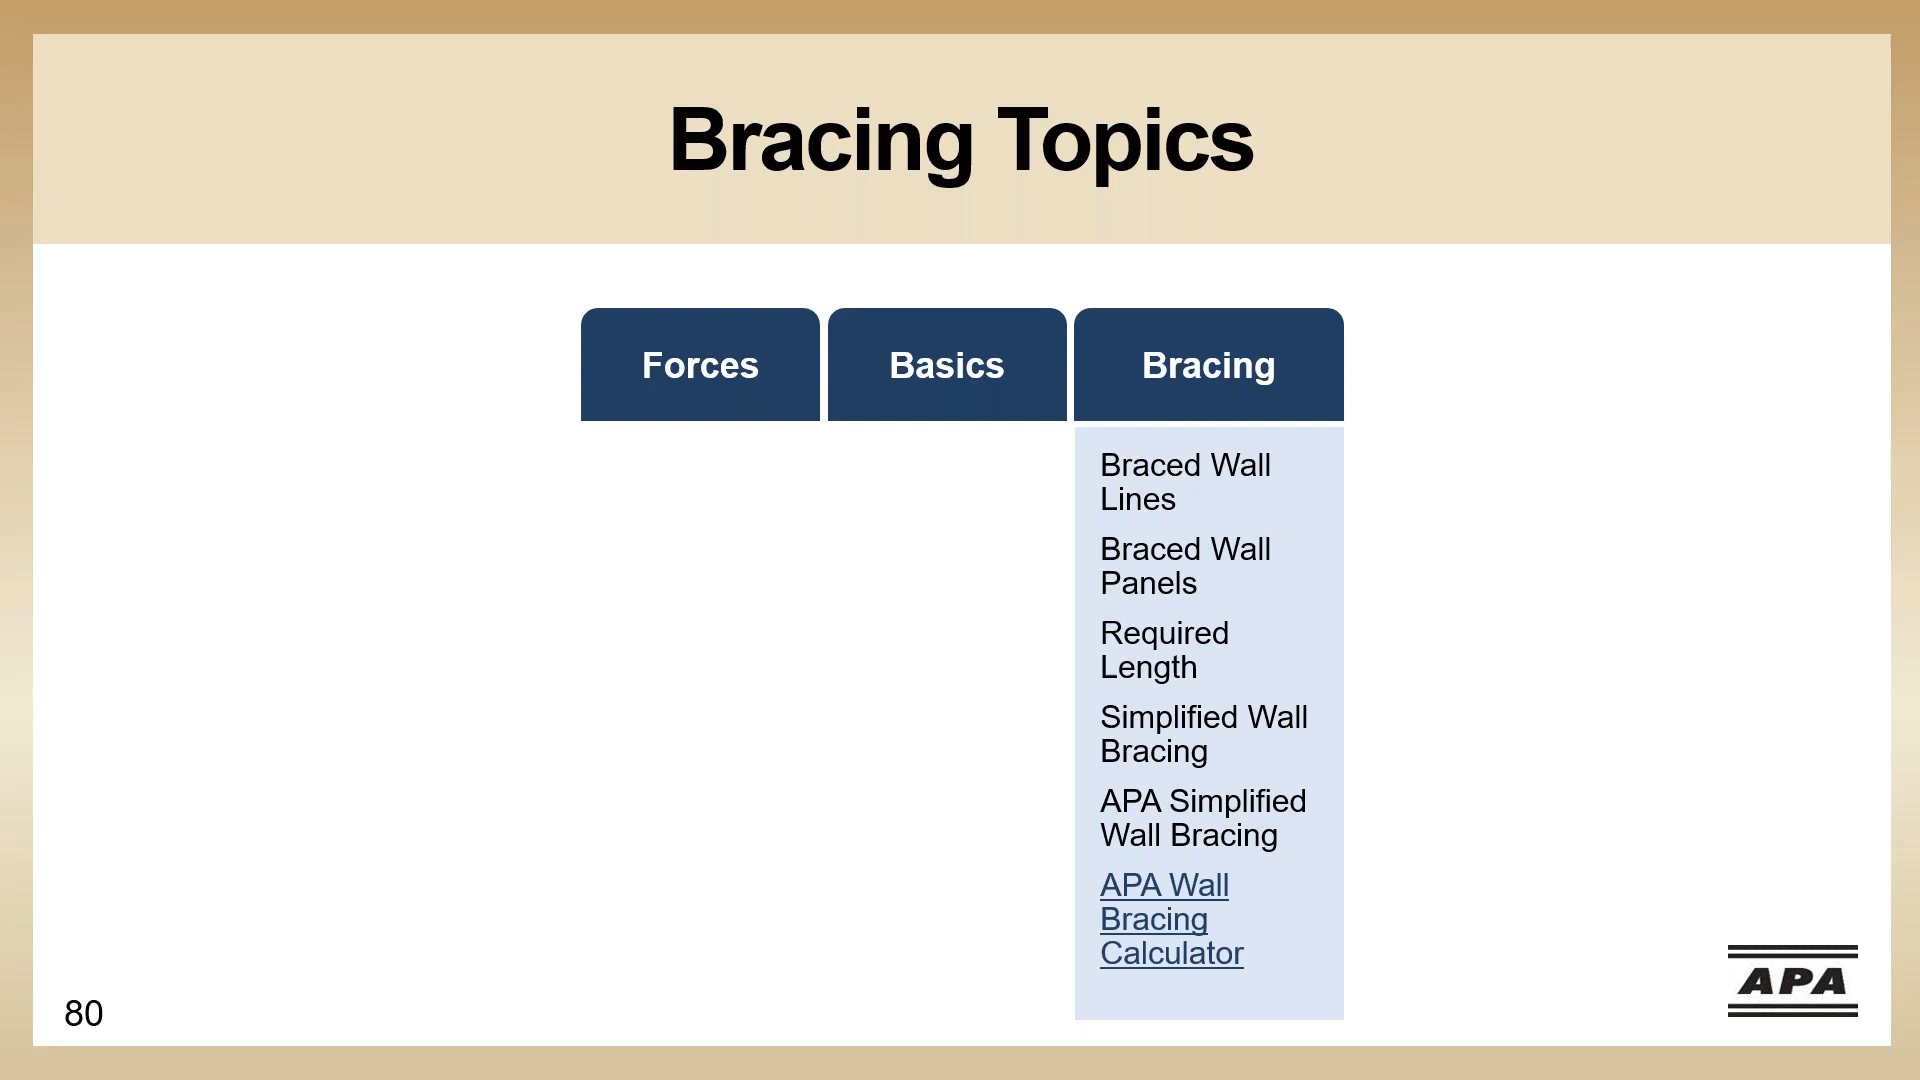 Bracing Topics
Forces
Basics
Bracing
Braced Wall
Lines
Braced Wall
Panels
Required
Length
Simplified Wall
Bracing
APA Simplified
Wall Bracing
APA Wall
Bracing
Calculator
80
APA